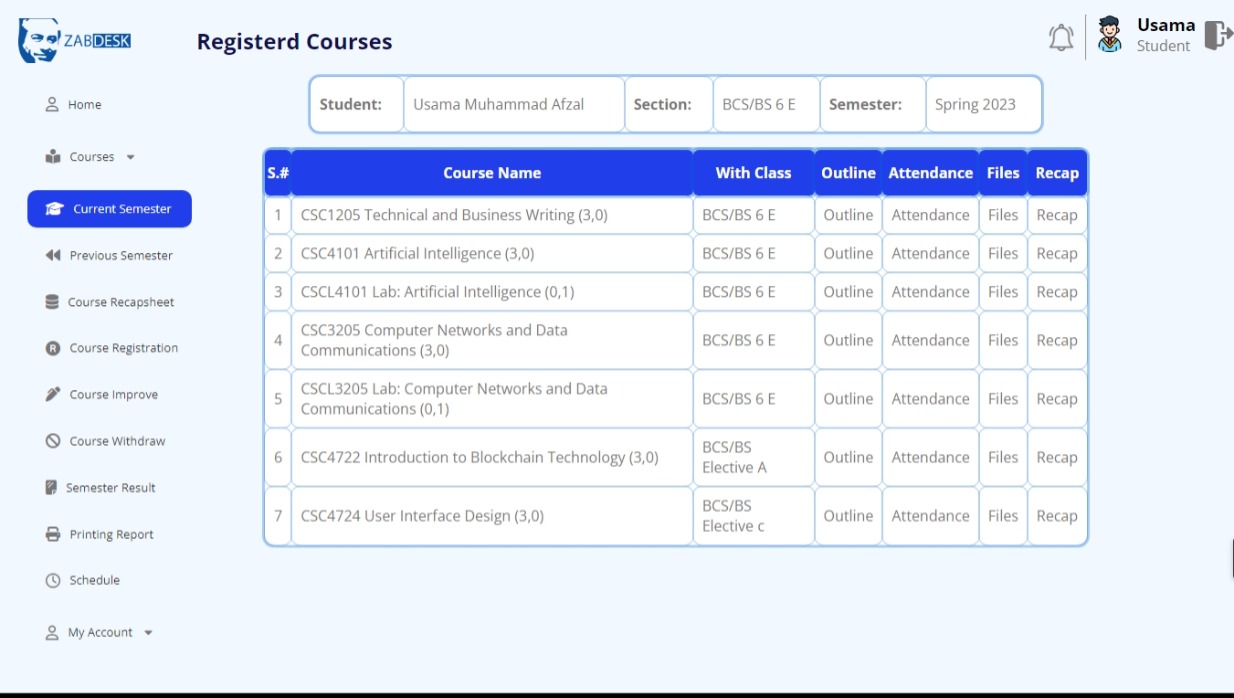 ZABDESK
Registerd Courses
Usama
Student
Home
Courses
Current Semester
Previous Semester
Course Recapsheet
R Course Registration
Course Improve
Course Withdraw
Semester Result
Printing Report
Schedule
My Account
Student: Usama Muhammad Afzal Section: BCS/BS 6 E Semester: Spring 2023
S.# Course Name With Class Outline Attendance Files Recap
1 CSC1205 Technical and Business Writing (3,0) BCS/BS 6 E Outline Attendance Files Recap
2 CSC4101 Artificial Intelligence (3,0) BCS/BS 6 E Outline Attendance Files Recap
3 CSCL4101 Lab: Artificial Intelligence (0,1) BCS/BS 6 E Outline Attendance Files Recap
4 CSC3205 Computer Networks and Data
Communications (3,0) BCS/BS 6 E Outline Attendance Files Recap
5 CSCL3205 Lab: Computer Networks and Data
Communications (0,1) BCS/BS 6 E Outline Attendance Files Recap
6 CSC4722 Introduction to Blockchain Technology (3,0) BCS/BS
Elective A Outline Attendance Files Recap
7 CSC4724 User Interface Design (3,0) BCS/BS
Elective c Outline Attendance Files Recap